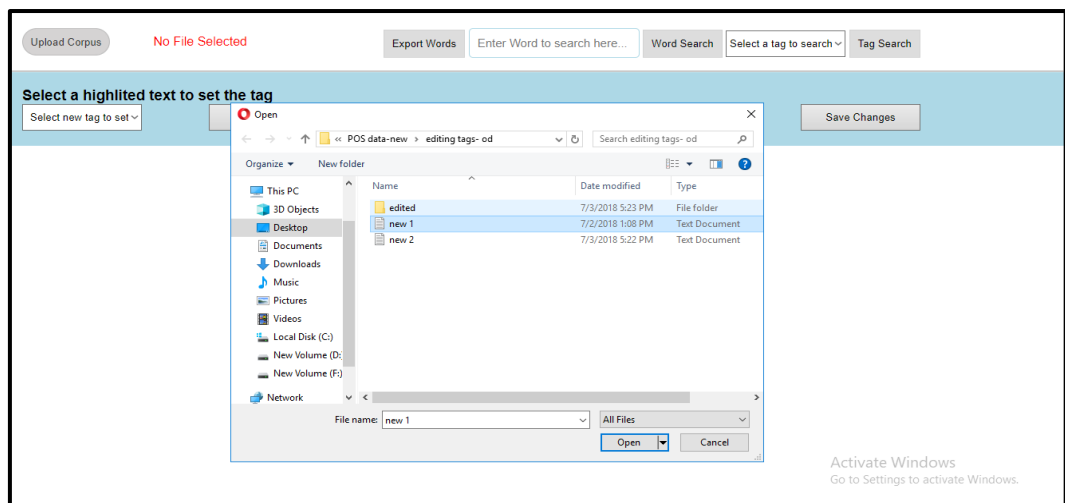 Upload Corpus No File Selected Export Words Enter Word to search here... Word Search Select a tag to search Tag Search
Select a highlited text to set the tag
Select new tag to set Save Changes
Open
« POS data-new › editing tags- od Search editing tags- od
Organize New folder
Name Date modified Type
This PC
3D Objects edited 7/3/2018 5:23 PM File folder
Desktop new 1 7/2/2018 1:08 PM Text Document
Documents new 2 7/3/2018 5:22 PM Text Document
Downloads
Music
Pictures
Videos
Local Disk (C:)
New Volume (D:
New Volume (F:)
Network
File name: new 1 All Files
Open Cancel
Activate Windows
Go to Settings to activate Windows.